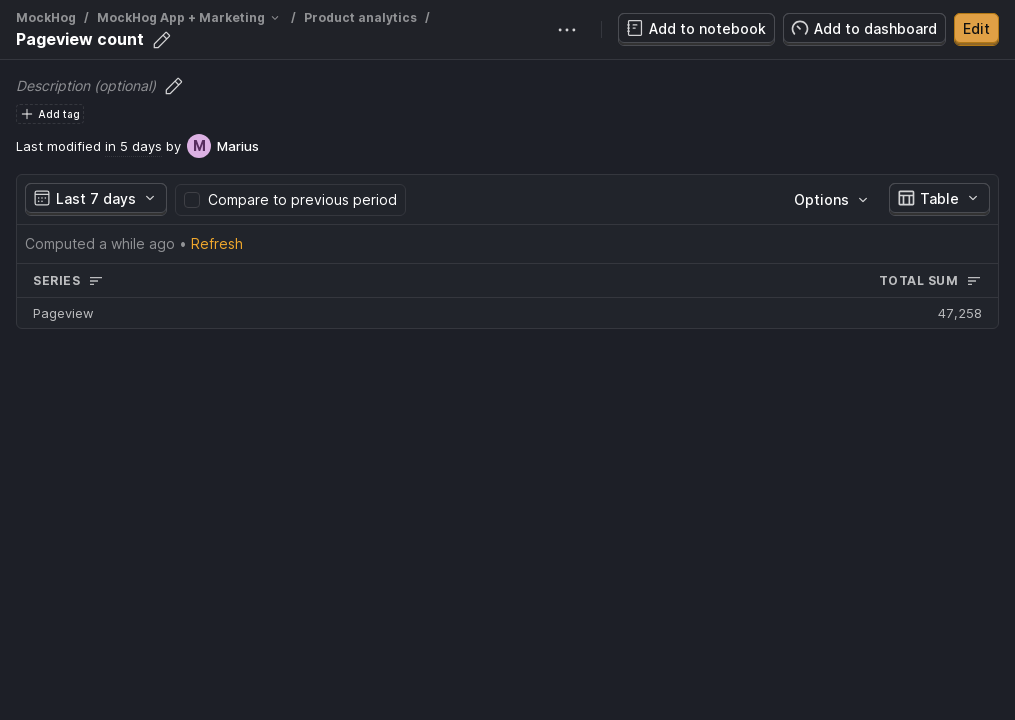 MockHog / MockHog App + Marketing / Product analytics /
Pageview count
Add to notebook
Add to dashboard
Edit
Description (optional)
Add tag
Last modified in 5 days by M Marius
Last 7 days
Compare to previous period
Options
Table
Computed a while ago • Refresh
SERIES
TOTAL SUM
Pageview
47,258